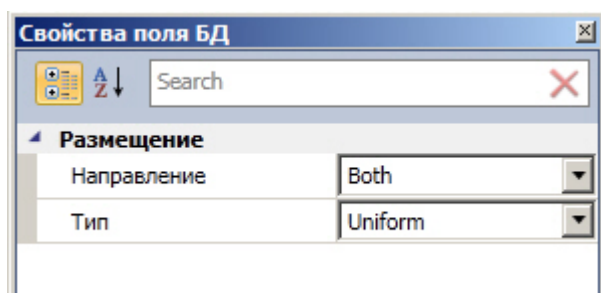 Свойства поля БД
A Z Search
Размещение
Направление Both
Тип Uniform